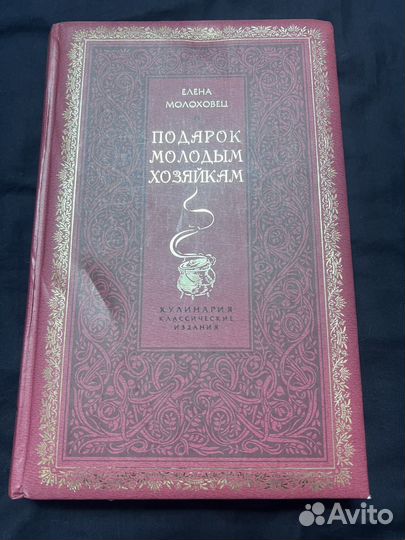 ЕЛЕНА
МОЛОХОВЕЦ
ПОДАРОК
МОЛОДЫМ
ХОЗЯЙКАМ
КУЛИНАРИЯ
КЛАССИЧЕСКИЕ
ИЗДАНИЯ
Avito